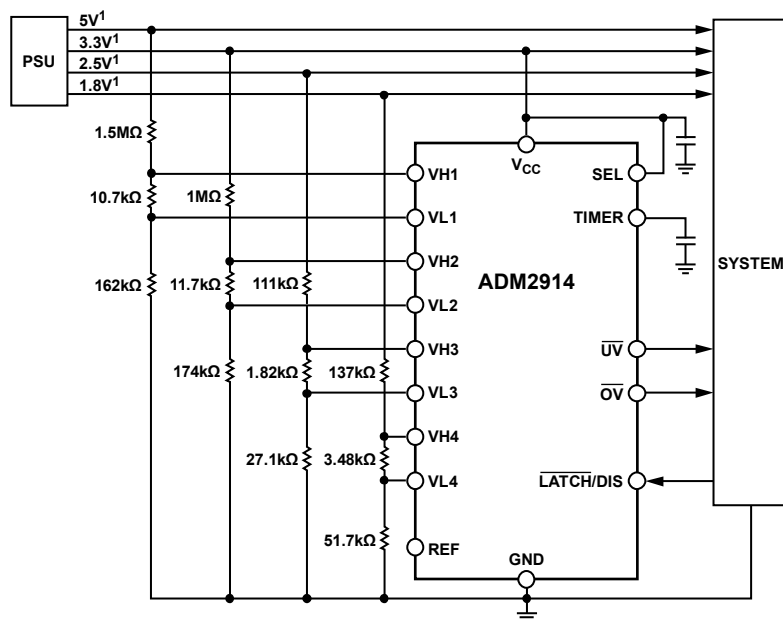 5V1
3.3V1
2.5V1
1.8V1
PSU
1.5MΩ
VCC
VH1
SEL
10.7kΩ
1MΩ
VL1
TIMER
VH2
SYSTEM
162kΩ
11.7kΩ
111kΩ
ADM2914
VL2
VH3
UV
174kΩ
1.82kΩ
137kΩ
VL3
OV
VH4
27.1kΩ
3.48kΩ
VL4
LATCH/DIS
51.7kΩ
REF
GND